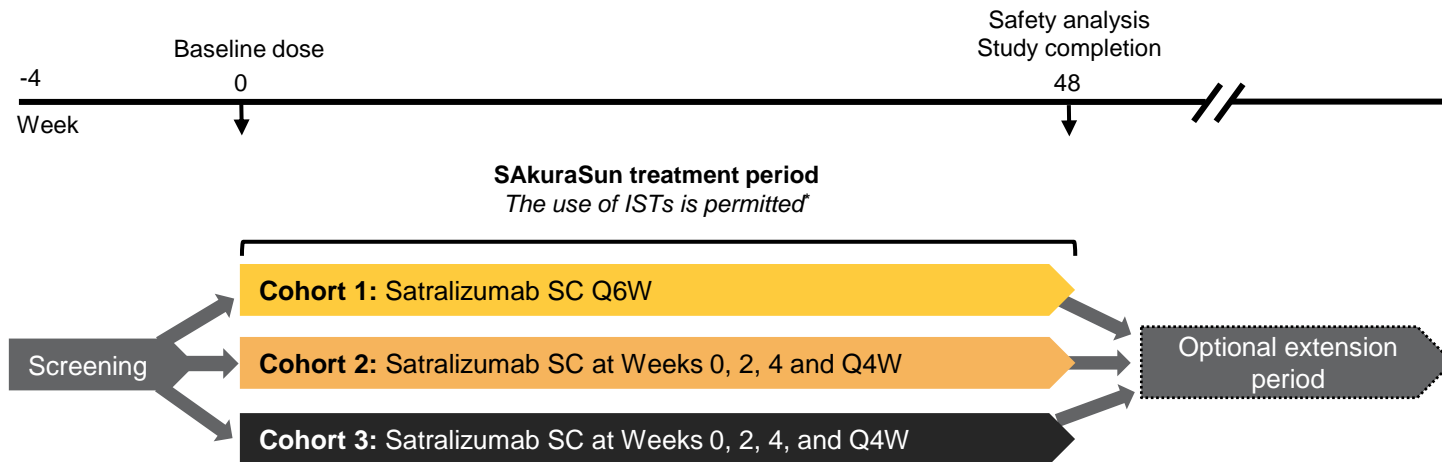 Safety analysis
Baseline dose
Study completion
-4
0
48
Week
SAkuraSun treatment period
The use of ISTs is permitted*
Cohort 1: Satralizumab SC Q6W
Screening
Cohort 2: Satralizumab SC at Weeks 0, 2, 4 and Q4W
Optional extension
period
Cohort 3: Satralizumab SC at Weeks 0, 2, 4, and Q4W